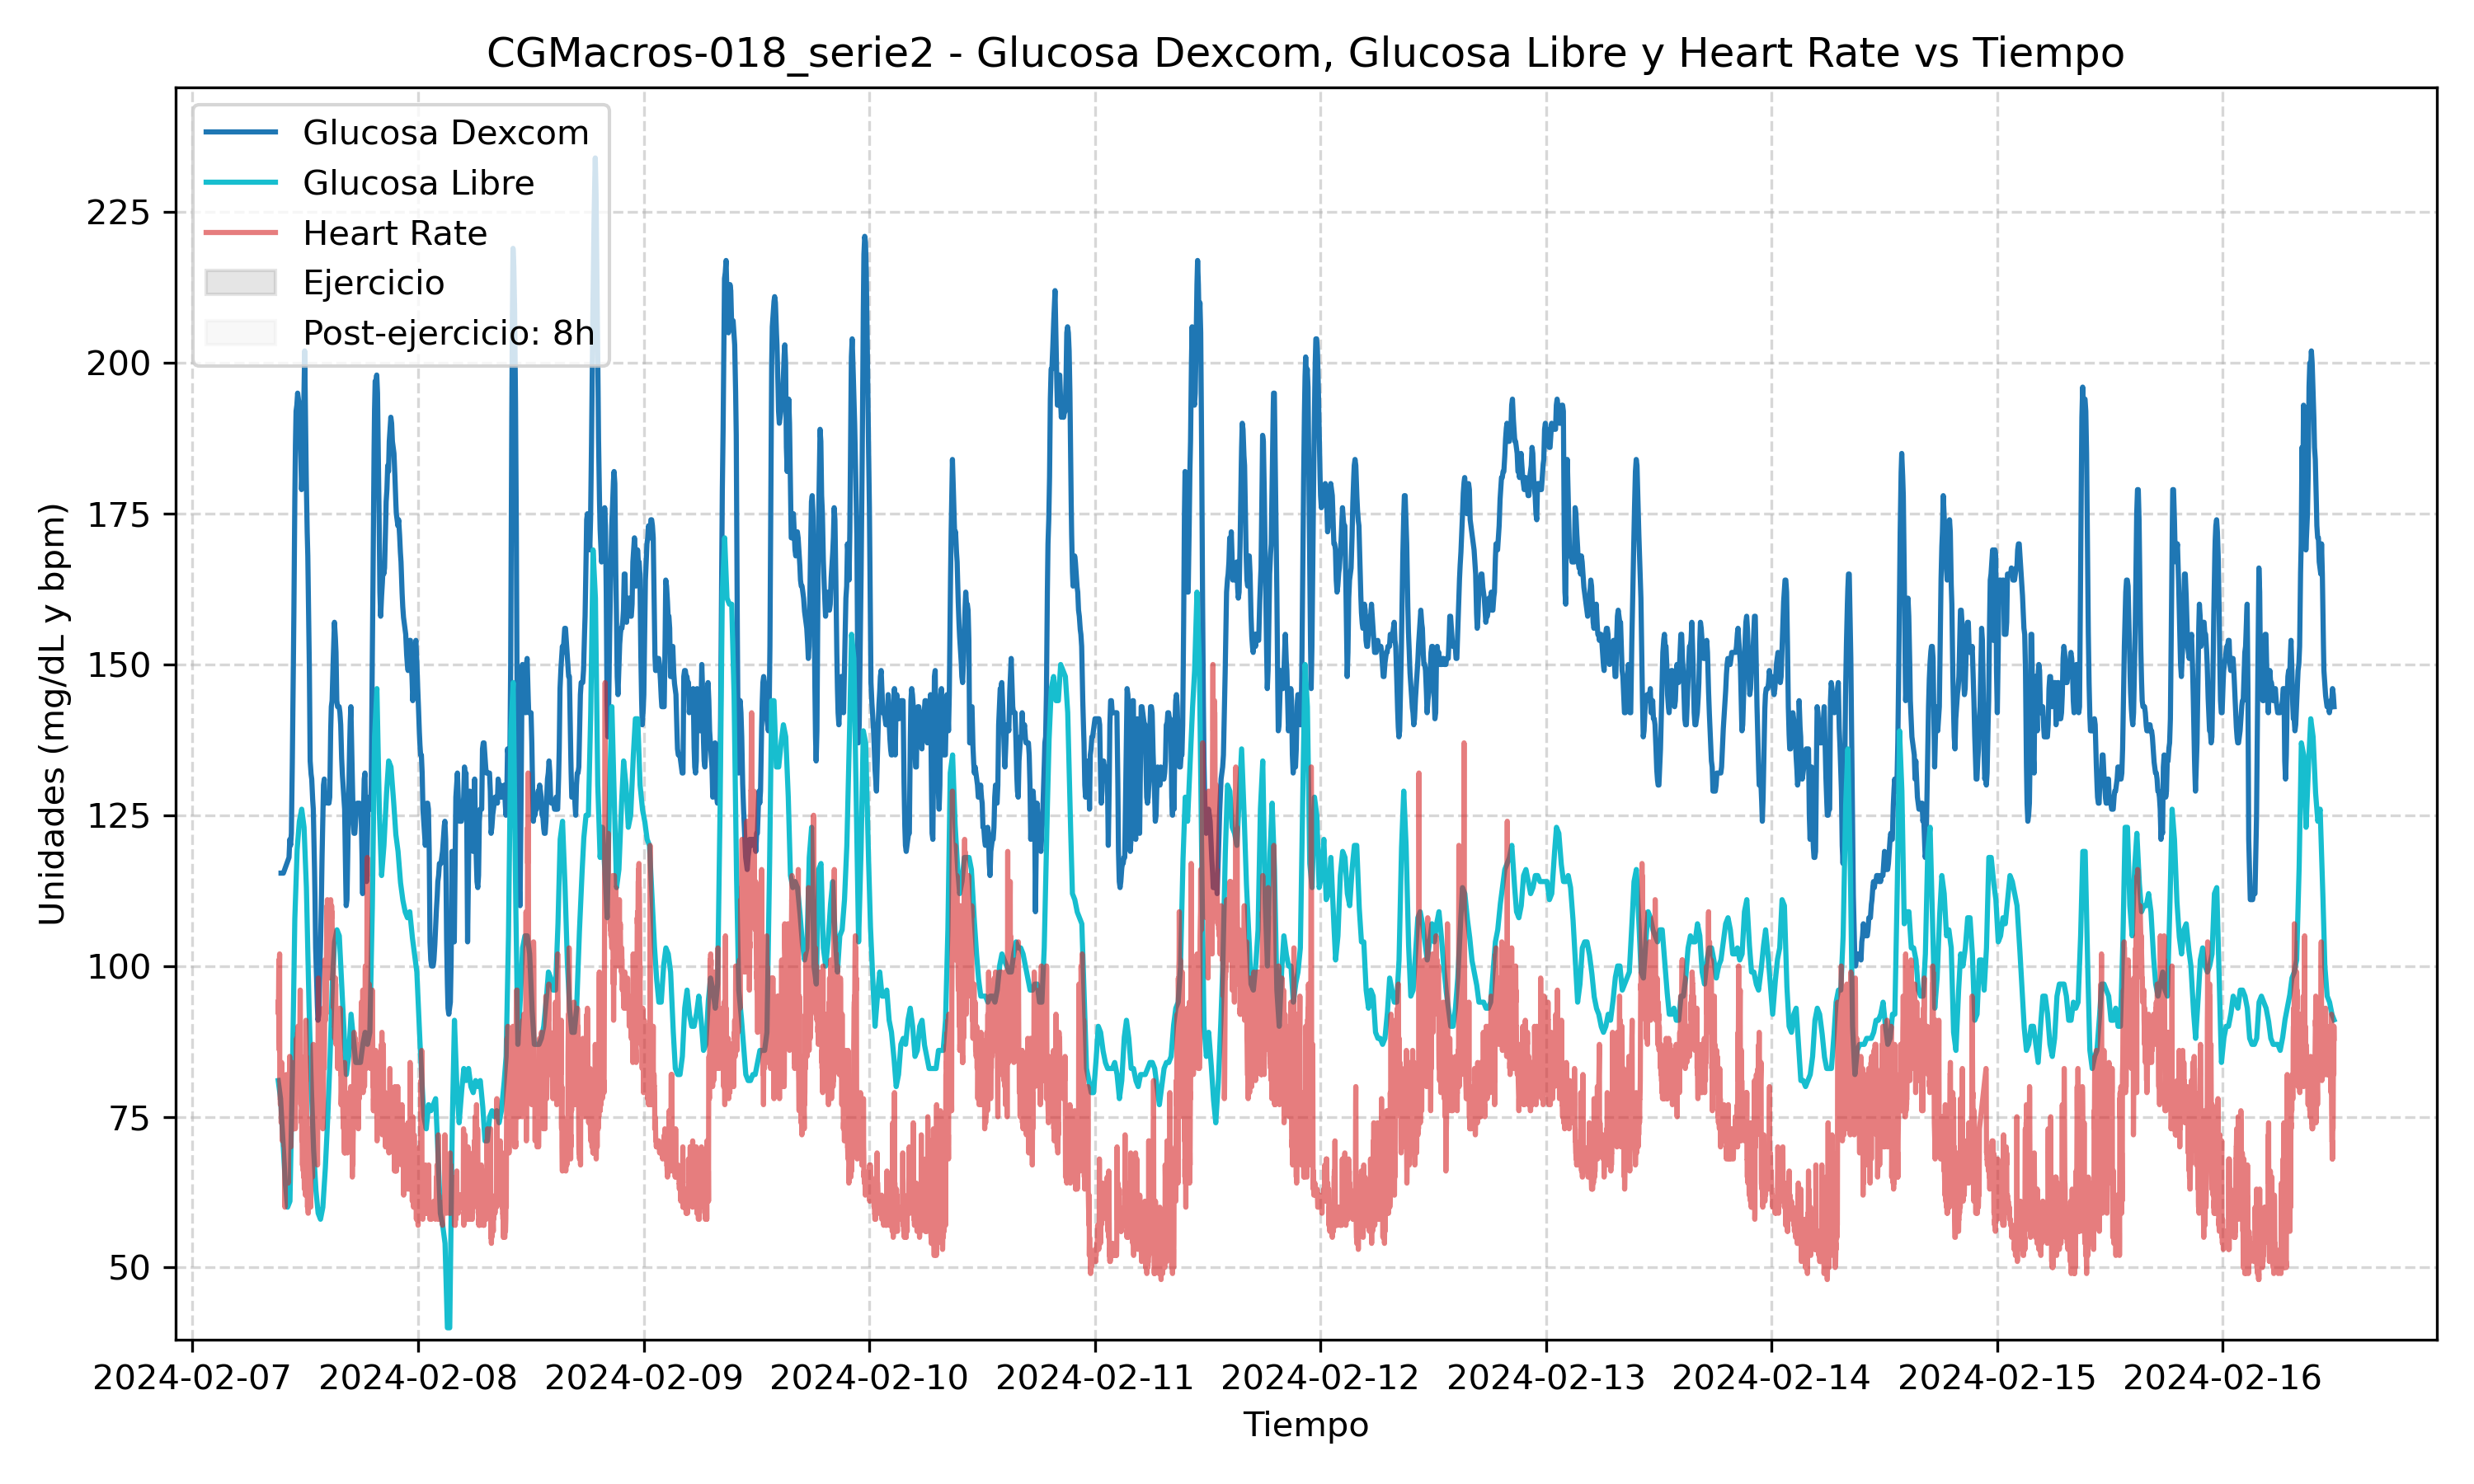 CGMacros-018_serie2 - Glucosa Dexcom, Glucosa Libre y Heart Rate vs Tiempo
Glucosa Dexcom
Glucosa Libre
Heart Rate
Ejercicio
Post-ejercicio: 8h
Unidades (mg/dL y bpm)
225
200
175
150
125
100
75
50
2024-02-07 2024-02-08 2024-02-09 2024-02-10 2024-02-11 2024-02-12 2024-02-13 2024-02-14 2024-02-15 2024-02-16
Tiempo